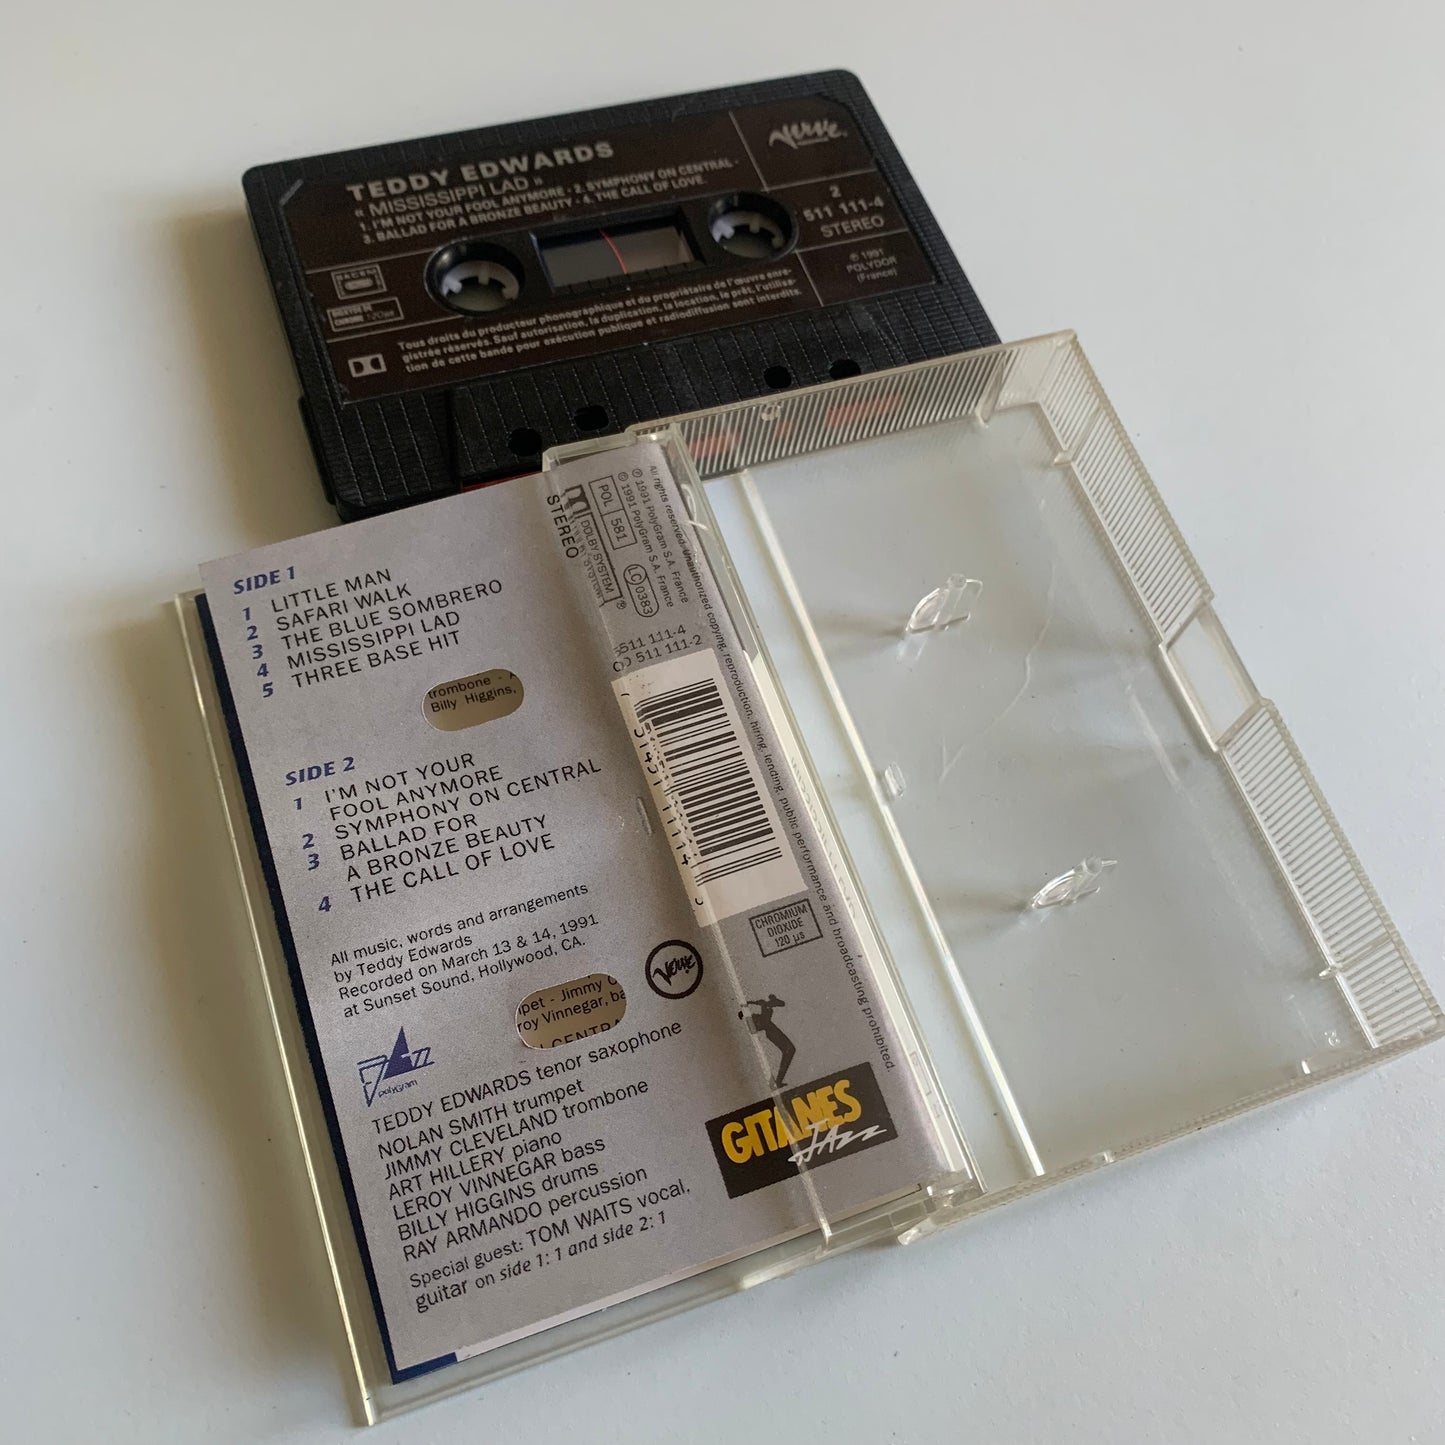 TEDDY EDWARDS
« MISSISSIPPI LAD »
1. I'M NOT YOUR FOOL ANYMORE - 2. SYMPHONY ON CENTRAL -
3. BALLAD FOR A BRONZE BEAUTY - 4. THE CALL OF LOVE
Verve
2
511 111-4
STEREO
℗ 1991
POLYDOR
(France)
SACEM
120µs
Tous droits du producteur phonographique et du propriétaire de l'œuvre enre-
gistrée réservés. Sauf autorisation, la duplication, la location, le prêt, l'utilisa-
tion de cette bande pour exécution publique et radiodiffusion sont interdits.
SIDE 1
1 LITTLE MAN
2 SAFARI WALK
3 THE BLUE SOMBRERO
4 MISSISSIPPI LAD
5 THREE BASE HIT
trombone - A
Billy Higgins,
SIDE 2
1 I'M NOT YOUR
FOOL ANYMORE
2 SYMPHONY ON CENTRAL
3 BALLAD FOR
A BRONZE BEAUTY
4 THE CALL OF LOVE
All music, words and arrangements
by Teddy Edwards
Recorded on March 13 & 14, 1991
at Sunset Sound, Hollywood, CA.
pet - Jimmy C
roy Vinnegar, ba
CENTRA
JAZZ
polygram
TEDDY EDWARDS tenor saxophone
NOLAN SMITH trumpet
JIMMY CLEVELAND trombone
ART HILLERY piano
LEROY VINNEGAR bass
BILLY HIGGINS drums
RAY ARMANDO percussion
Special guest: TOM WAITS vocal,
guitar on side 1: 1 and side 2: 1
STEREO
DOLBY SYSTEM ®
POL 581
LC 0383
℗ 1991 PolyGram S.A. France
© 1991 PolyGram S.A. France
All rights reserved. Unauthorized copying, reproduction, hiring, lending, public performance and broadcasting prohibited.
511 111-4
511 111-2
CHROMIUM
DIOXIDE
120 µs
Verve
GITANES
JAZZ